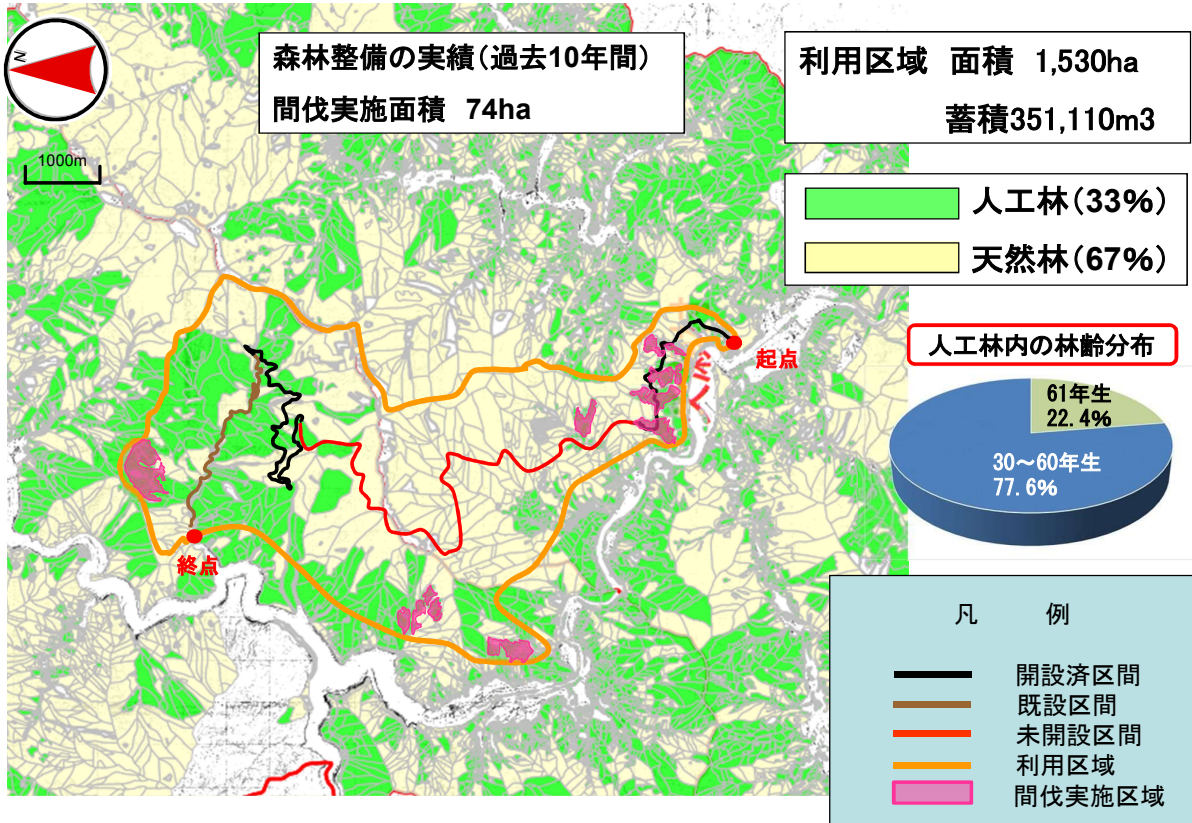 N
1000m
森林整備の実績(過去10年間)
間伐実施面積 74ha
利用区域 面積 1,530ha
蓄積351,110m3
人工林(33%)
天然林(67%)
人工林内の林齢分布
61年生
22.4%
30~60年生
77.6%
起点
終点
凡 例
開設済区間
既設区間
未開設区間
利用区域
間伐実施区域